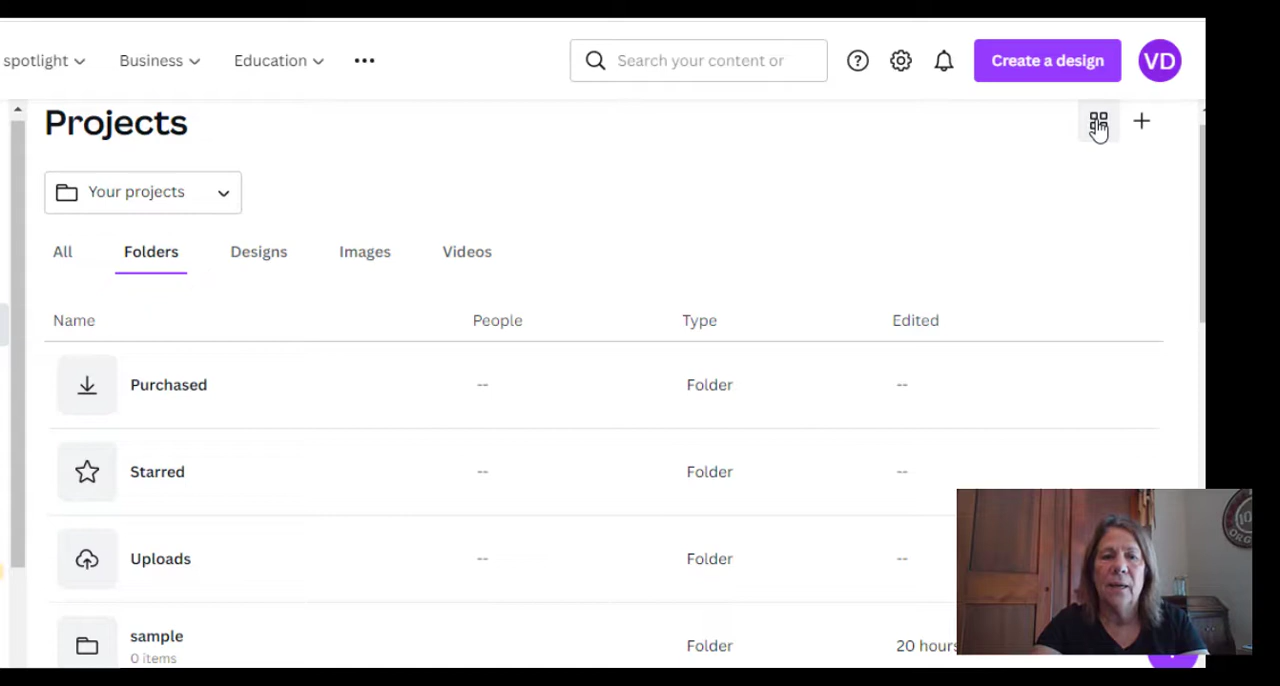 spotlight Business Education ••• Search your content or Create a design VD
Projects
Your projects
All Folders Designs Images Videos
Name People Type Edited
Purchased -- Folder --
Starred -- Folder --
Uploads -- Folder --
sample Folder 20 hours
0 items